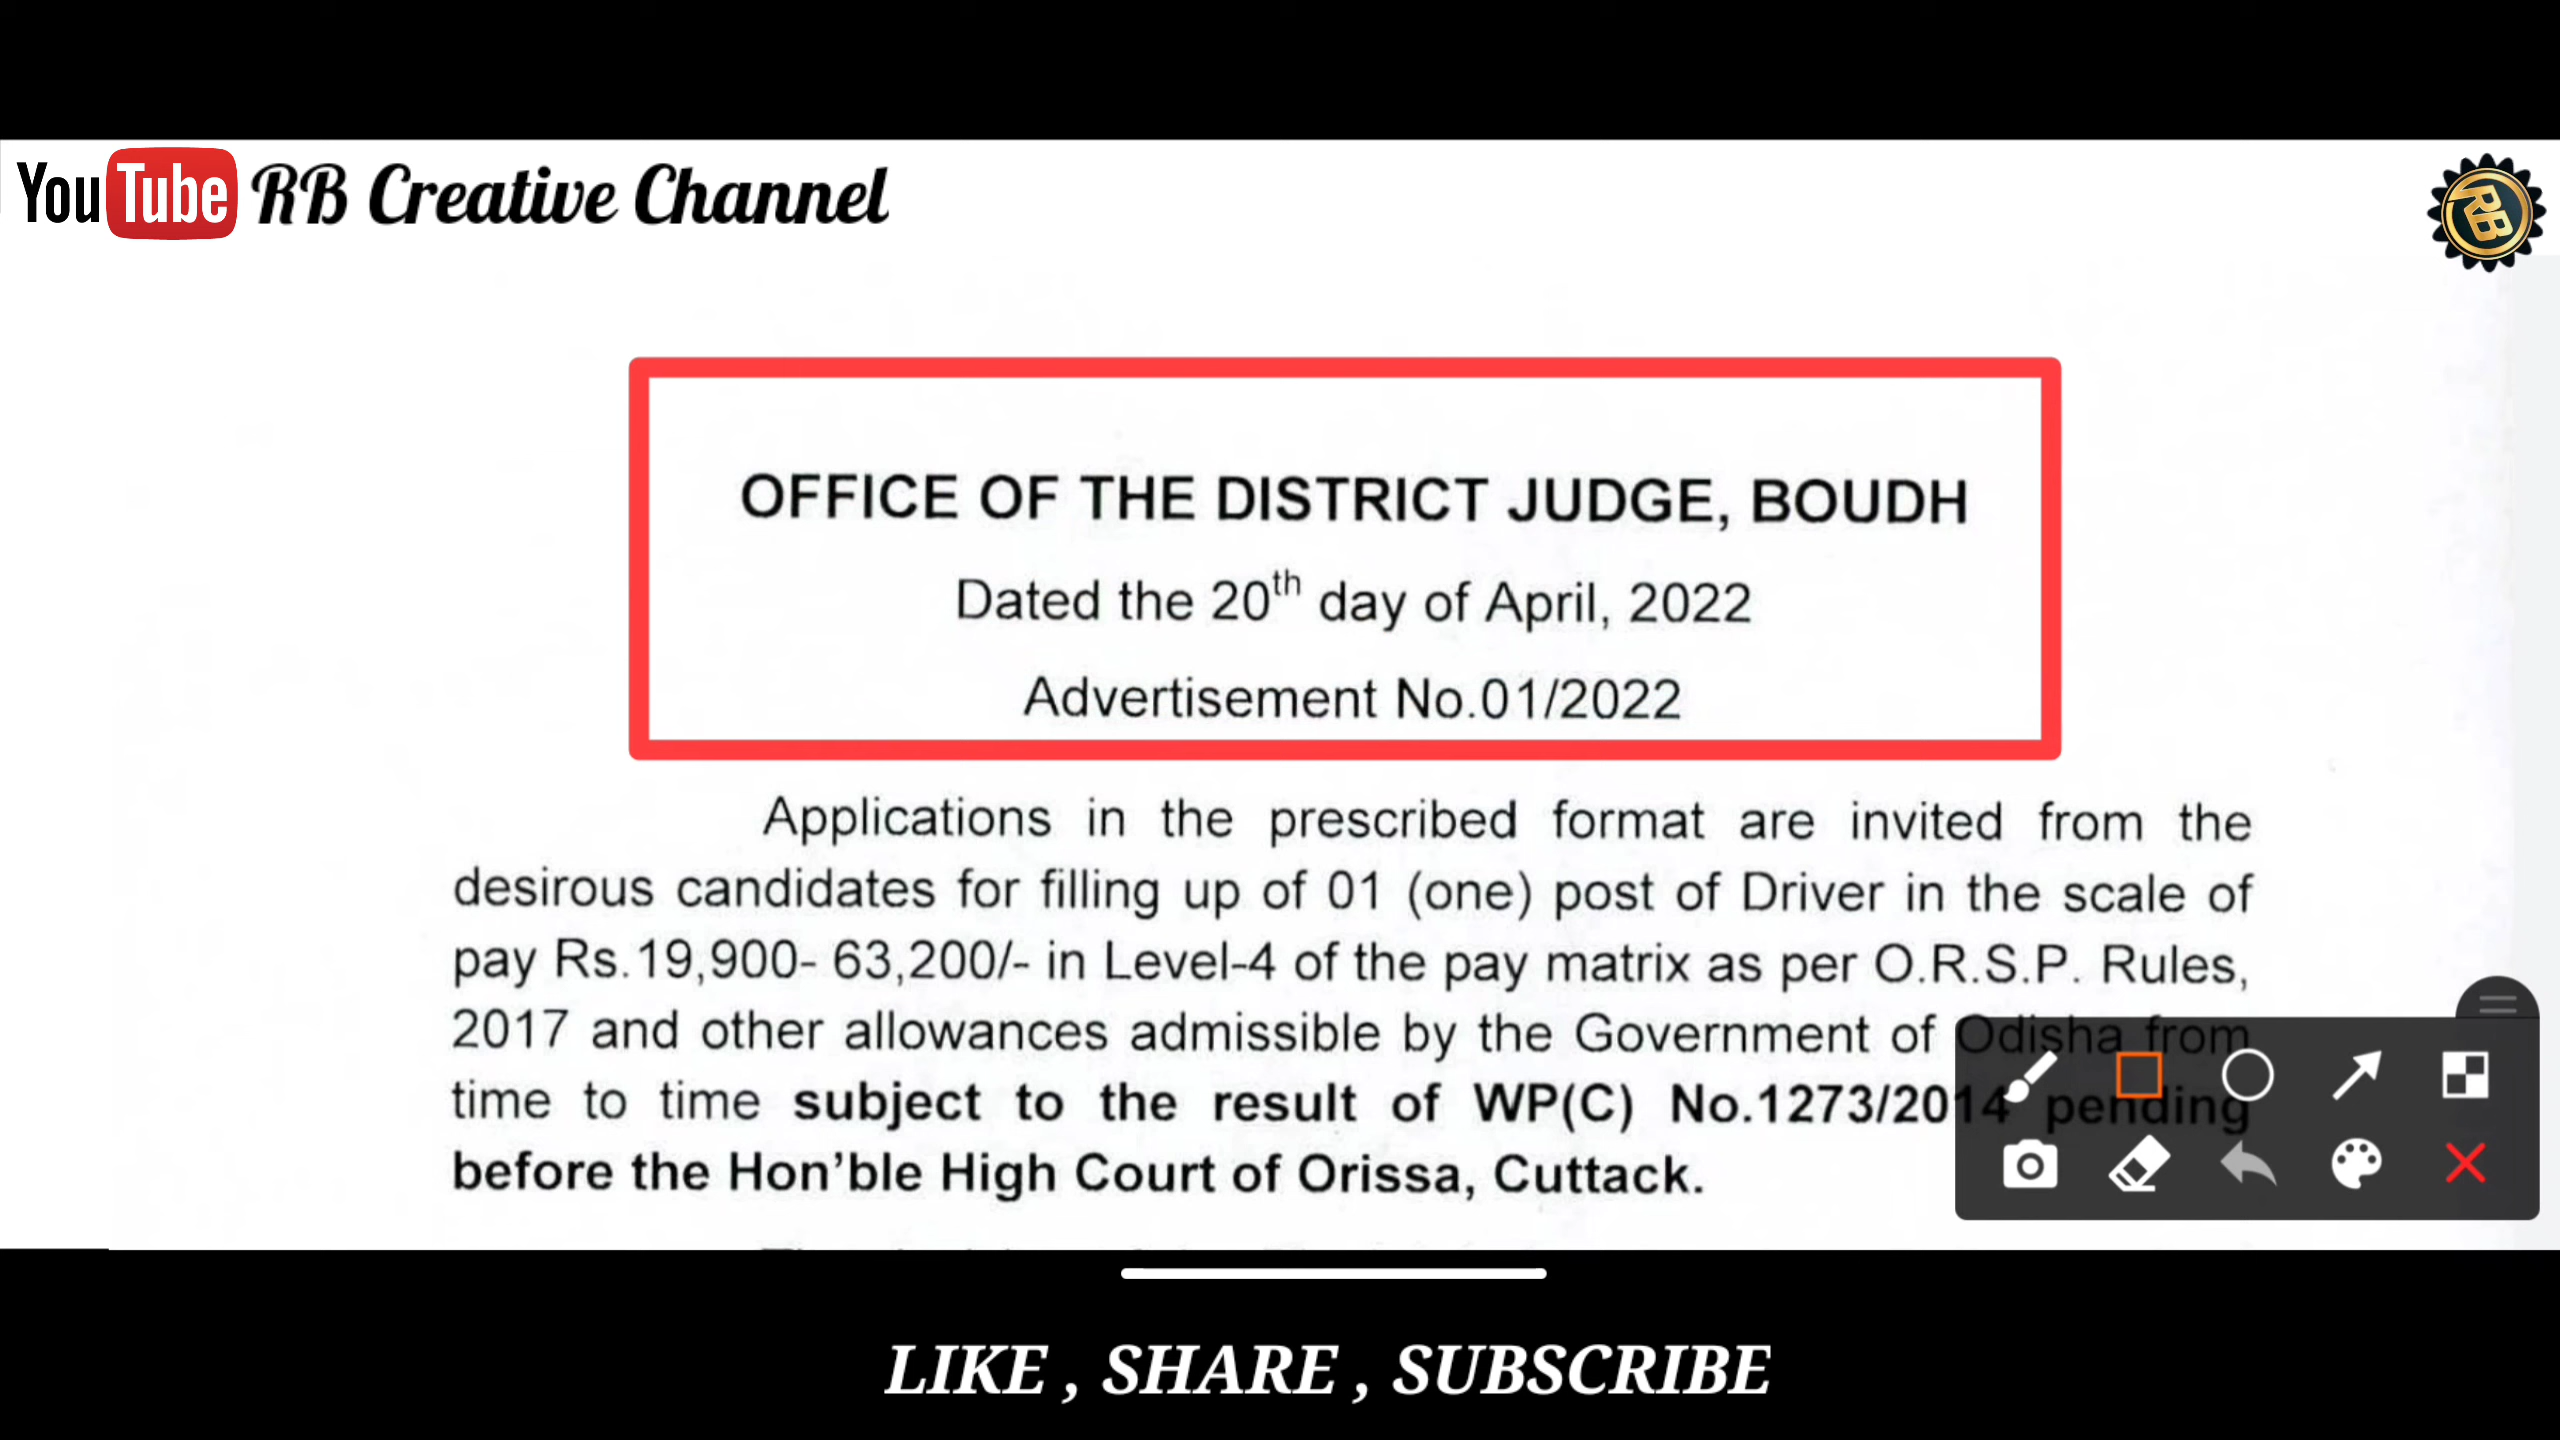 YouTube RB Creative Channel
RB
OFFICE OF THE DISTRICT JUDGE, BOUDH
Dated the 20th day of April, 2022
Advertisement No.01/2022
Applications in the prescribed format are invited from the
desirous candidates for filling up of 01 (one) post of Driver in the scale of
pay Rs.19,900- 63,200/- in Level-4 of the pay matrix as per O.R.S.P. Rules,
2017 and other allowances admissible by the Government of Odisha from
time to time subject to the result of WP(C) No.1273/2014 pending
before the Hon’ble High Court of Orissa, Cuttack.
LIKE , SHARE , SUBSCRIBE